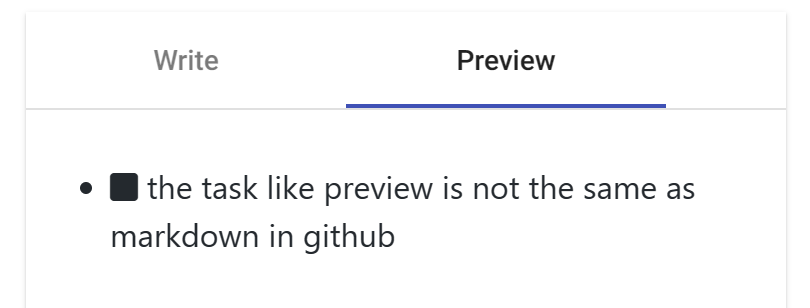 Write Preview
the task like preview is not the same as
markdown in github